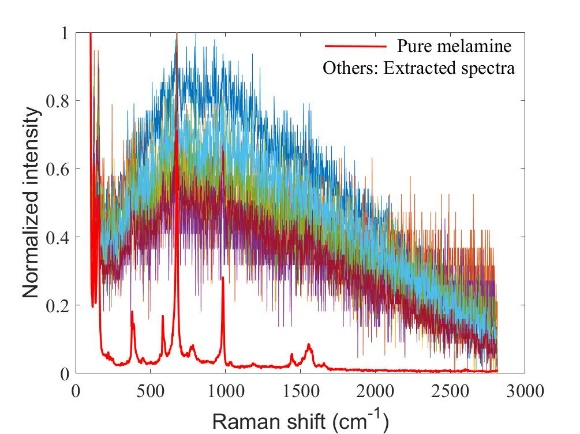 1
Pure melamine
Others: Extracted spectra
0.8
0.6
0.4
0.2
0
Normalized intensity
0 500 1000 1500 2000 2500 3000
Raman shift (cm⁻¹)